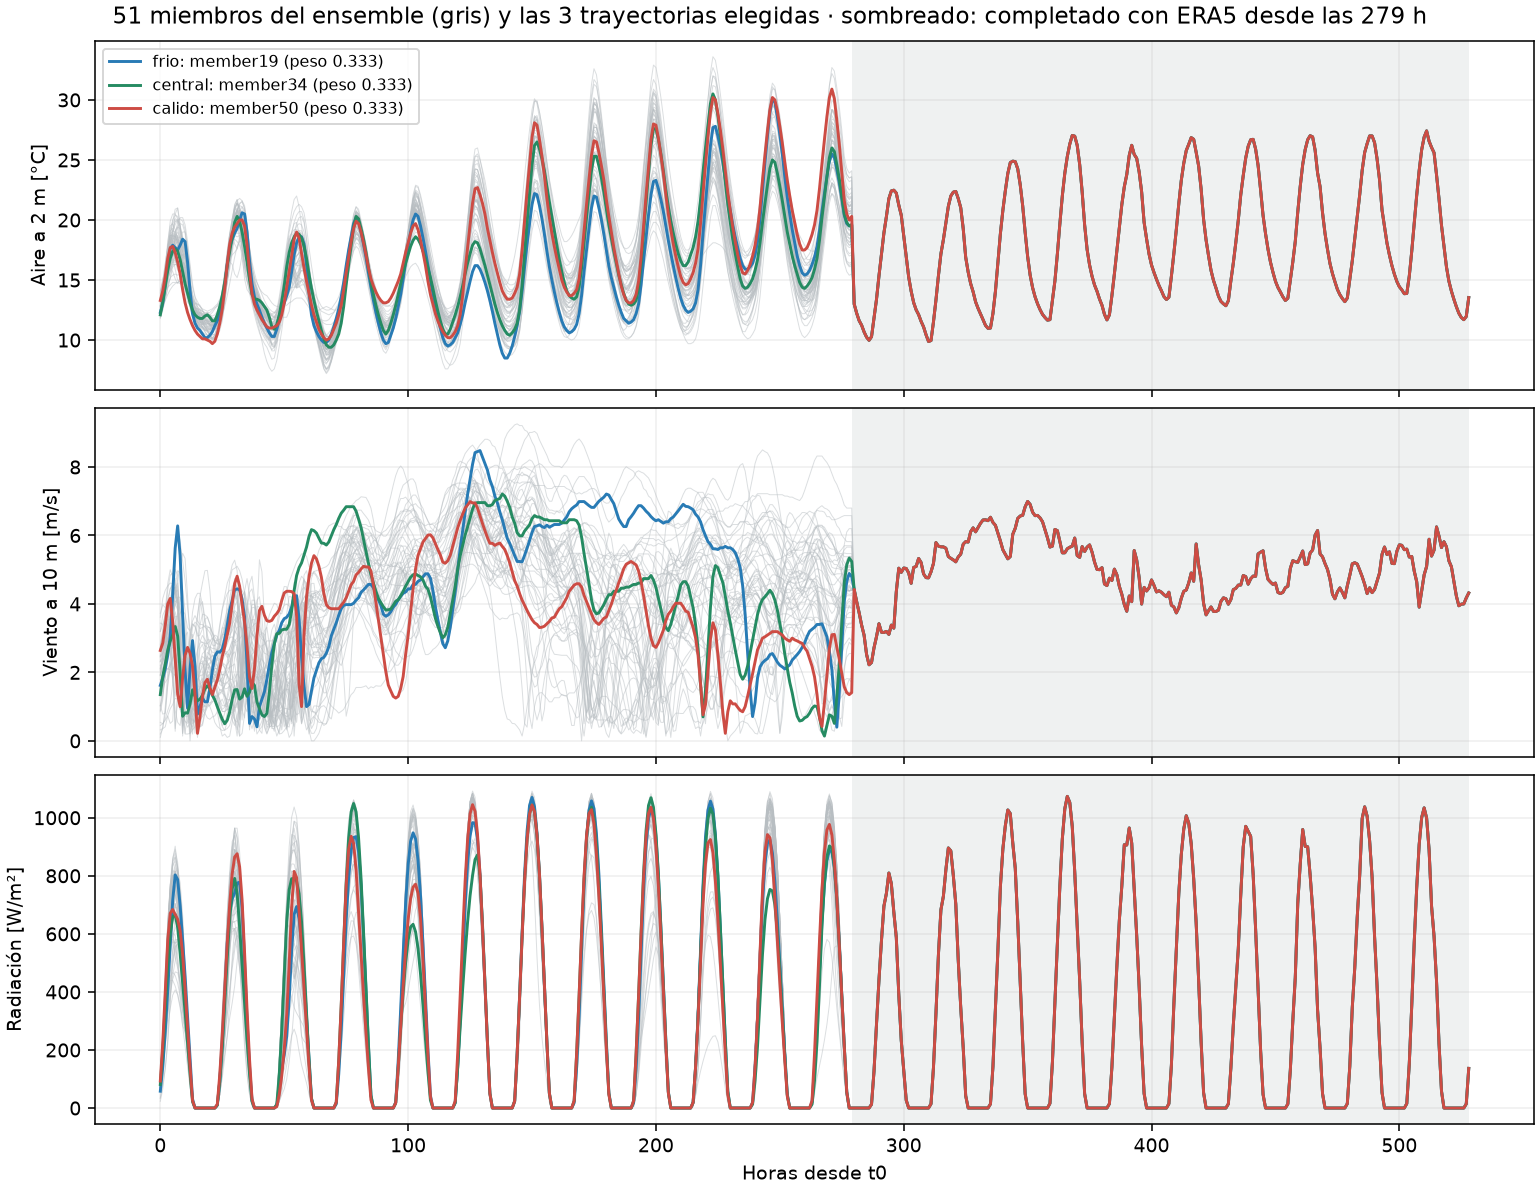 51 miembros del ensemble (gris) y las 3 trayectorias elegidas · sombreado: completado con ERA5 desde las 279 h
frio: member19 (peso 0.333)
central: member34 (peso 0.333)
calido: member50 (peso 0.333)
Aire a 2 m [°C]
30
25
20
15
10
Viento a 10 m [m/s]
8
6
4
2
0
Radiación [W/m²]
1000
800
600
400
200
0
0 100 200 300 400 500
Horas desde t0